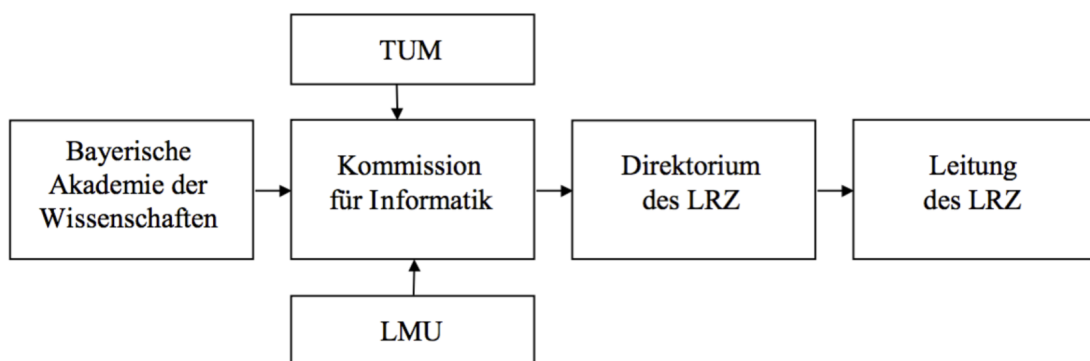 TUM
Bayerische
Akademie der
Wissenschaften
Kommission
für Informatik
Direktorium
des LRZ
Leitung
des LRZ
LMU